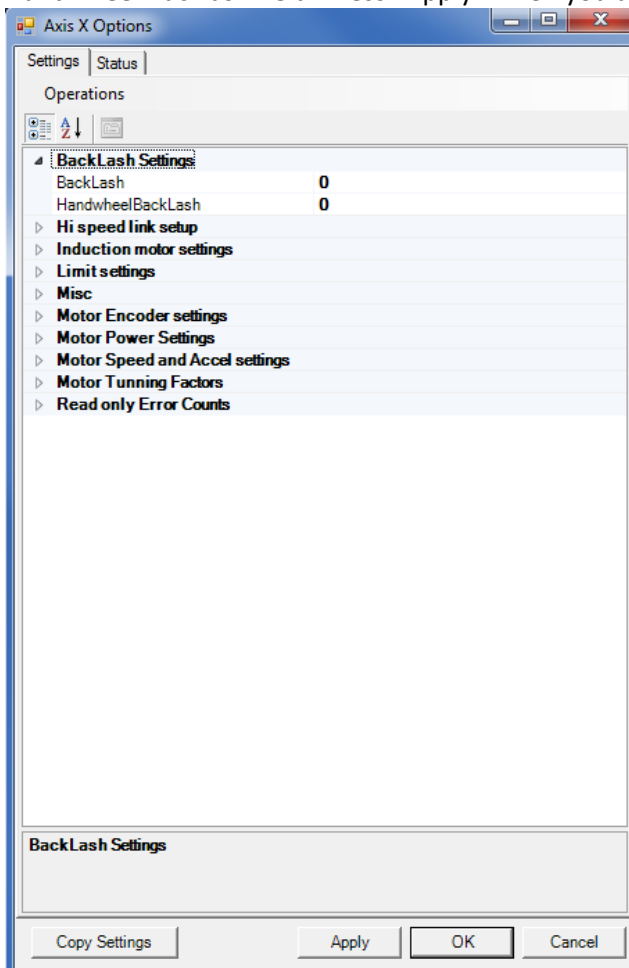 Axis X Options
Settings Status
Operations
BackLash Settings
BackLash 0
HandwheelBackLash 0
Hi speed link setup
Induction motor settings
Limit settings
Misc
Motor Encoder settings
Motor Power Settings
Motor Speed and Accel settings
Motor Tunning Factors
Read only Error Counts
BackLash Settings
Copy Settings Apply OK Cancel